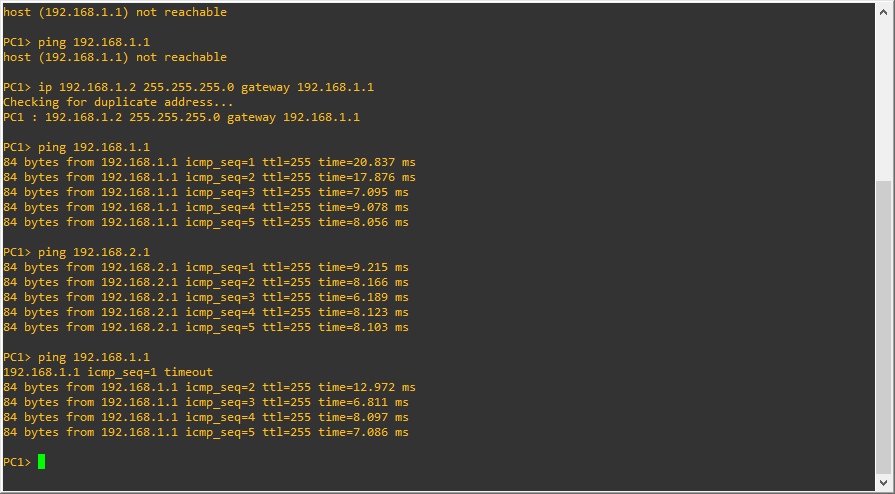 host (192.168.1.1) not reachable
PC1> ping 192.168.1.1
host (192.168.1.1) not reachable
PC1> ip 192.168.1.2 255.255.255.0 gateway 192.168.1.1
Checking for duplicate address...
PC1 : 192.168.1.2 255.255.255.0 gateway 192.168.1.1
PC1> ping 192.168.1.1
84 bytes from 192.168.1.1 icmp_seq=1 ttl=255 time=20.837 ms
84 bytes from 192.168.1.1 icmp_seq=2 ttl=255 time=17.876 ms
84 bytes from 192.168.1.1 icmp_seq=3 ttl=255 time=7.095 ms
84 bytes from 192.168.1.1 icmp_seq=4 ttl=255 time=9.078 ms
84 bytes from 192.168.1.1 icmp_seq=5 ttl=255 time=8.056 ms
PC1> ping 192.168.2.1
84 bytes from 192.168.2.1 icmp_seq=1 ttl=255 time=9.215 ms
84 bytes from 192.168.2.1 icmp_seq=2 ttl=255 time=8.166 ms
84 bytes from 192.168.2.1 icmp_seq=3 ttl=255 time=6.189 ms
84 bytes from 192.168.2.1 icmp_seq=4 ttl=255 time=8.123 ms
84 bytes from 192.168.2.1 icmp_seq=5 ttl=255 time=8.103 ms
PC1> ping 192.168.1.1
192.168.1.1 icmp_seq=1 timeout
84 bytes from 192.168.1.1 icmp_seq=2 ttl=255 time=12.972 ms
84 bytes from 192.168.1.1 icmp_seq=3 ttl=255 time=6.811 ms
84 bytes from 192.168.1.1 icmp_seq=4 ttl=255 time=8.097 ms
84 bytes from 192.168.1.1 icmp_seq=5 ttl=255 time=7.086 ms
PC1>